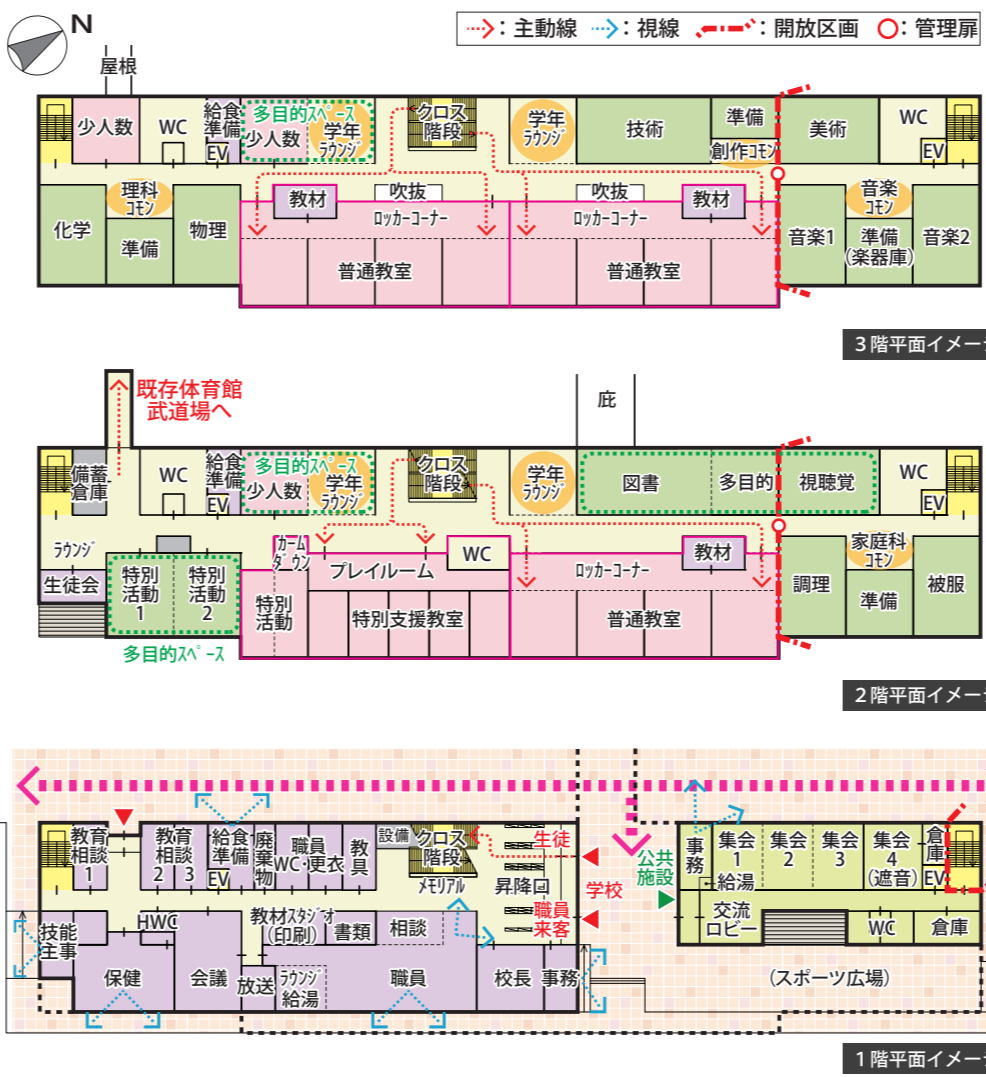 N
→：主動線 →：視線 ：開放区画 ：管理扉
屋根
少人数
WC
給食
準備
EV
多目的ｽﾍﾟｰｽ
少人数
学年
ﾗｳﾝｼﾞ
クロス
階段
学年
ﾗｳﾝｼﾞ
技術
準備
創作ｺﾓﾝ
美術
WC
EV
化学
理科
ｺﾓﾝ
準備
物理
教材
吹抜
ﾛｯｶｰｺｰﾅｰ
普通教室
吹抜
ﾛｯｶｰｺｰﾅｰ
教材
普通教室
音楽1
音楽
ｺﾓﾝ
準備
(楽器庫)
音楽2
3階平面イメージ
既存体育館
武道場へ
庇
備蓄
倉庫
WC
給食
準備
EV
多目的ｽﾍﾟｰｽ
少人数
学年
ﾗｳﾝｼﾞ
クロス
階段
学年
ﾗｳﾝｼﾞ
図書
多目的
視聴覚
WC
EV
ﾗｳﾝｼﾞ
生徒会
特別
活動
1
特別
活動
2
多目的ｽﾍﾟｰｽ
カーム
ダウン
特別
活動
プレイルーム
WC
特別支援教室
ﾛｯｶｰｺｰﾅｰ
教材
普通教室
調理
家庭科
ｺﾓﾝ
準備
被服
2階平面イメージ
教育
相談
1
教育
相談
2
3
給食
準備
EV
廃棄物
職員
WC・更衣
教具
設備
クロス
階段
ﾒﾓﾘｱﾙ
昇降口
生徒
学校
職員
来客
公共
施設
事務
給湯
集会
1
集会
2
集会
3
集会
4
(遮音)
倉庫
EV
技能
主事
HWC
保健
会議
教材ｽﾀｼﾞｵ
(印刷)
放送
書類
ﾗｳﾝｼﾞ
給湯
相談
職員
校長
事務
交流
ロビー
WC
倉庫
(スポーツ広場)
1階平面イメージ